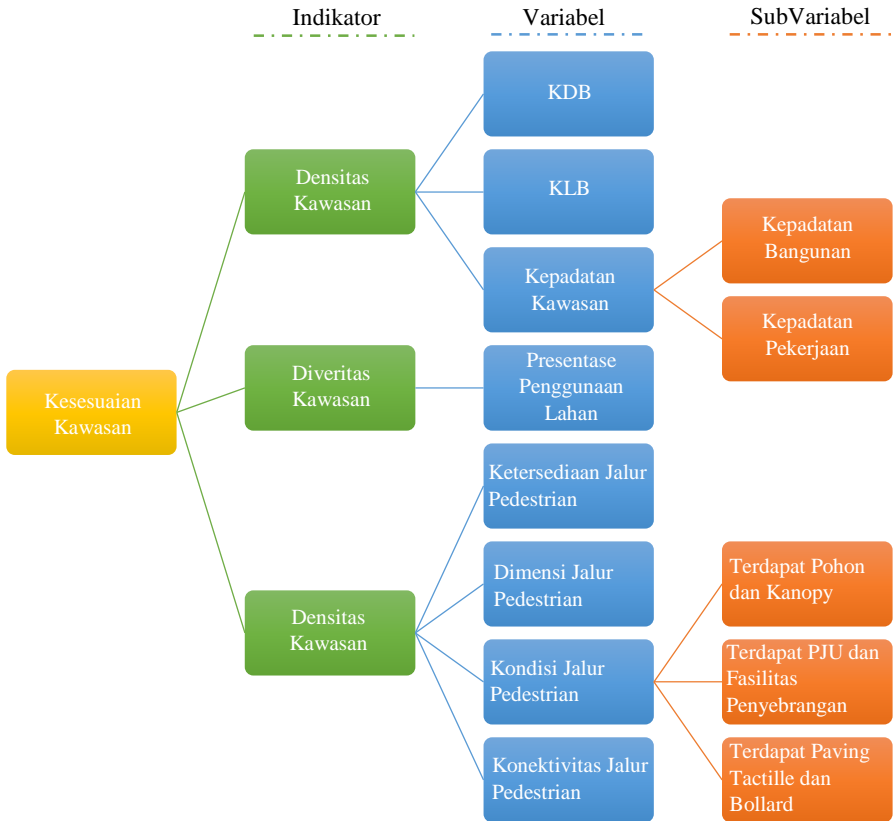 Indikator
Variabel
SubVariabel
KDB
Densitas
Kawasan
KLB
Kepadatan
Bangunan
Kepadatan
Kawasan
Kepadatan
Pekerjaan
Diveritas
Kawasan
Presentase
Penggunaan
Lahan
Kesesuaian
Kawasan
Ketersediaan Jalur
Pedestrian
Dimensi Jalur
Pedestrian
Terdapat Pohon
dan Kanopy
Densitas
Kawasan
Kondisi Jalur
Pedestrian
Terdapat PJU dan
Fasilitas
Penyebrangan
Konektivitas Jalur
Pedestrian
Terdapat Paving
Tactille dan
Bollard